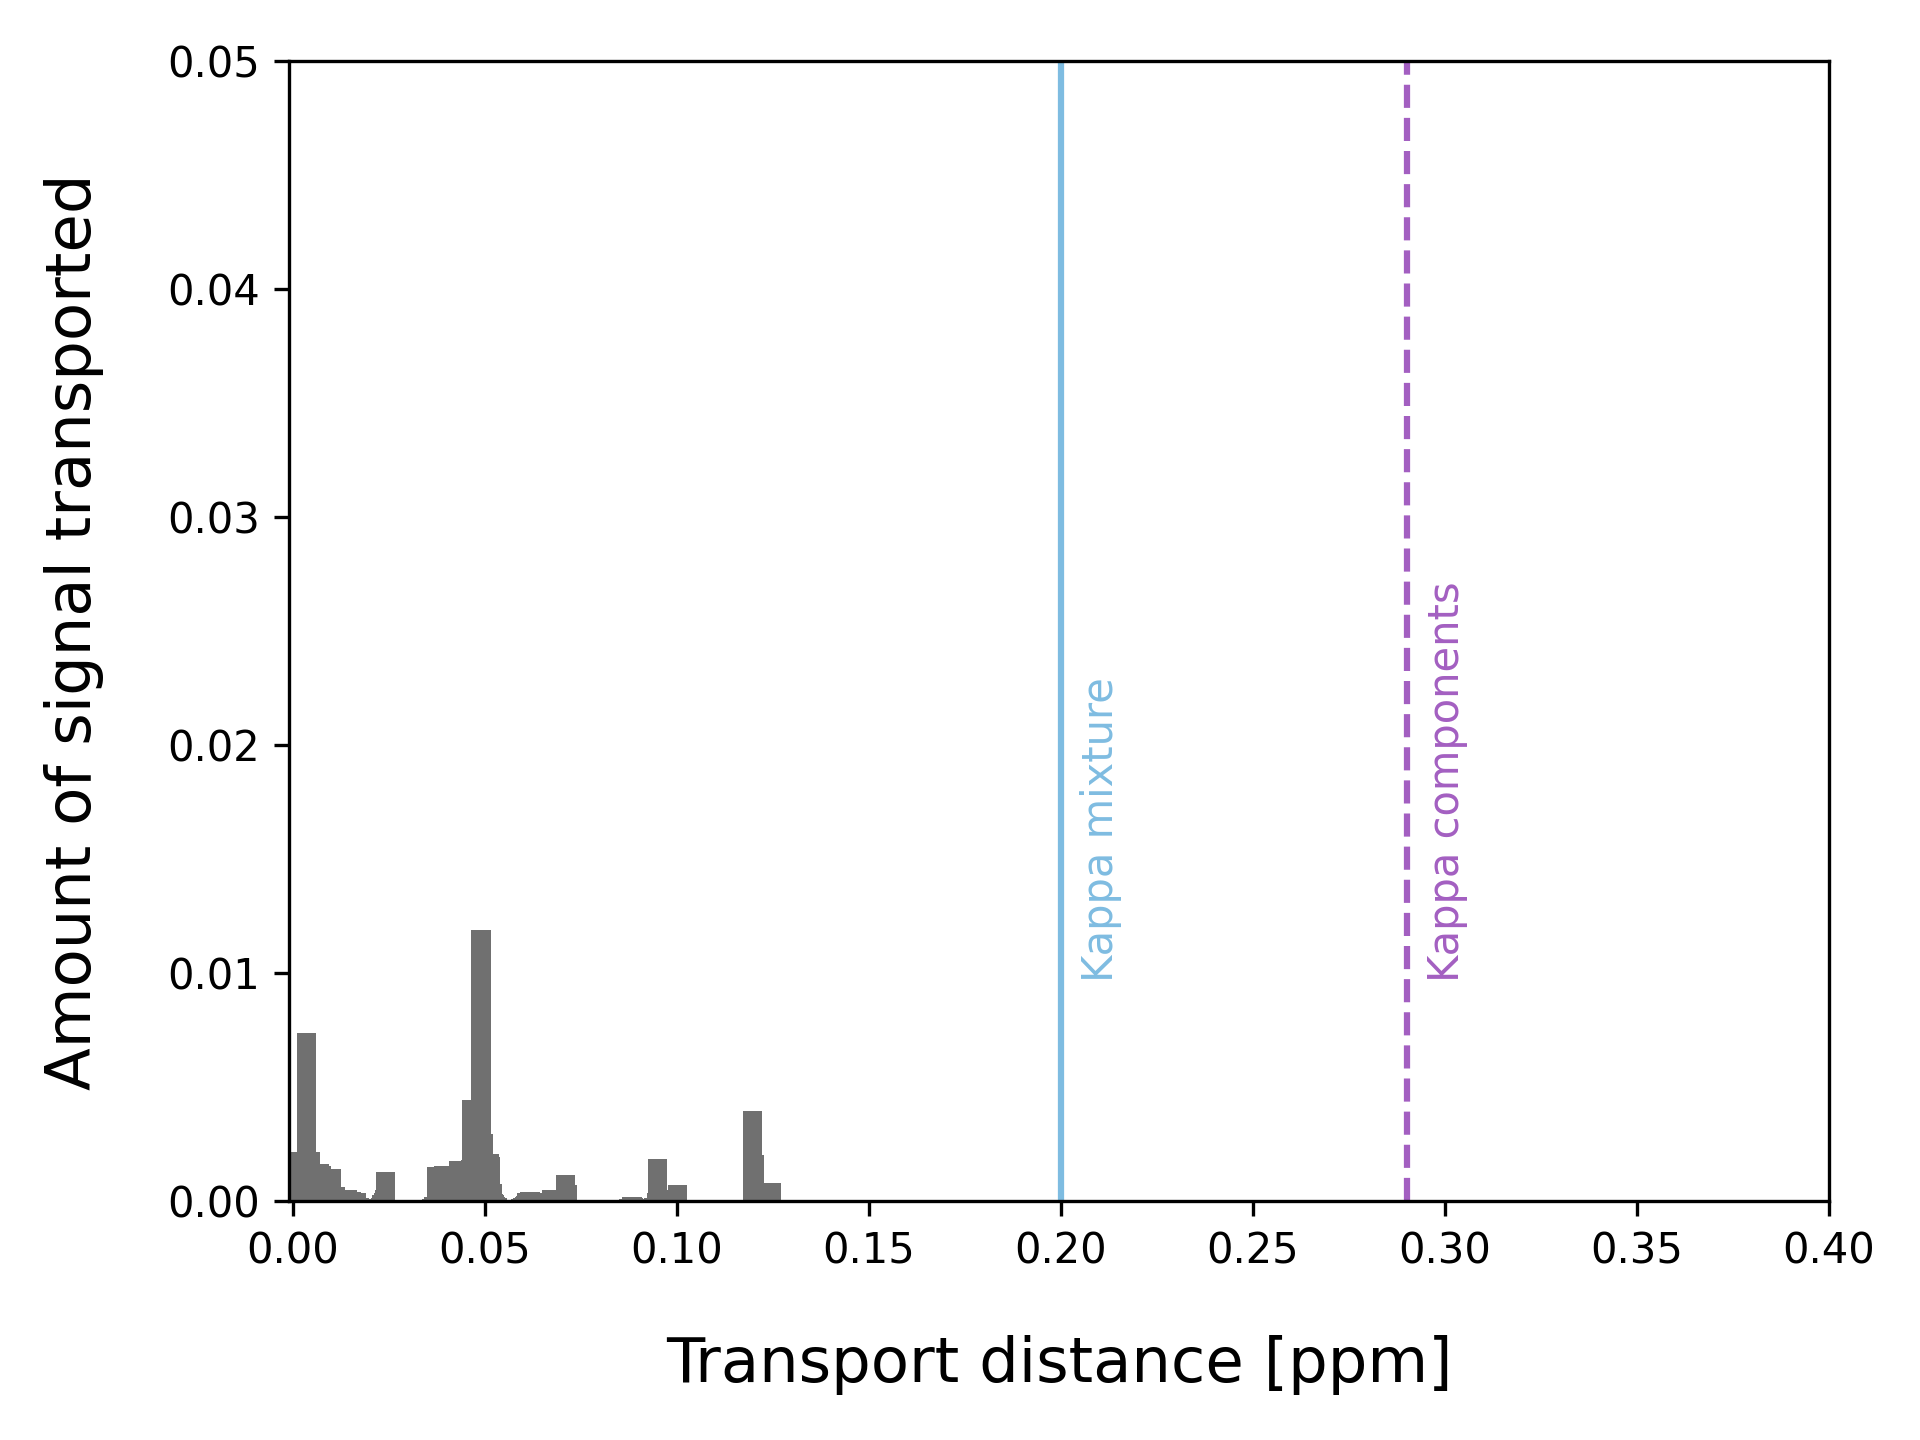 Amount of signal transported
0.05
0.04
0.03
0.02
0.01
0.00
Kappa mixture
Kappa components
0.00 0.05 0.10 0.15 0.20 0.25 0.30 0.35 0.40
Transport distance [ppm]